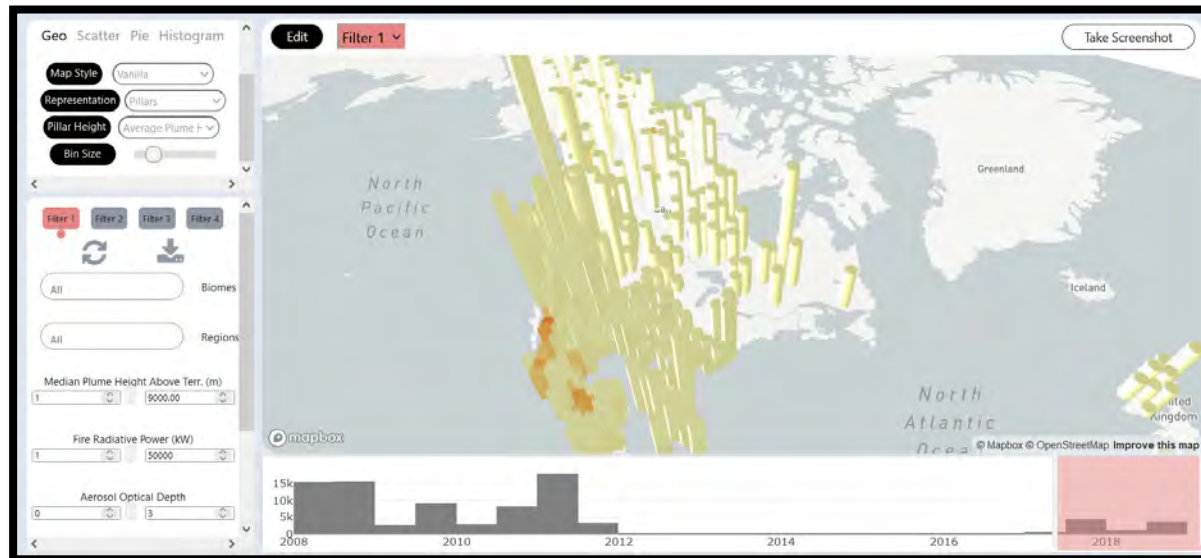 Geo Scatter Pie Histogram
Map Style Vanilla
Representation Pillars
Pillar Height Average Plume H
Bin Size
Filter 1 Filter 2 Filter 3 Filter 4
All Biomes
All Regions
Median Plume Height Above Terr. (m)
1 9000.00
Fire Radiative Power (kW)
1 50000
Aerosol Optical Depth
0 3
Edit Filter 1 Take Screenshot
Greenland
North
Pacific
Ocean
Iceland
North
Atlantic
Ocean
United
Kingdom
mapbox
© Mapbox © OpenStreetMap Improve this map
15k
10k
5k
0
2008 2010 2012 2014 2016 2018